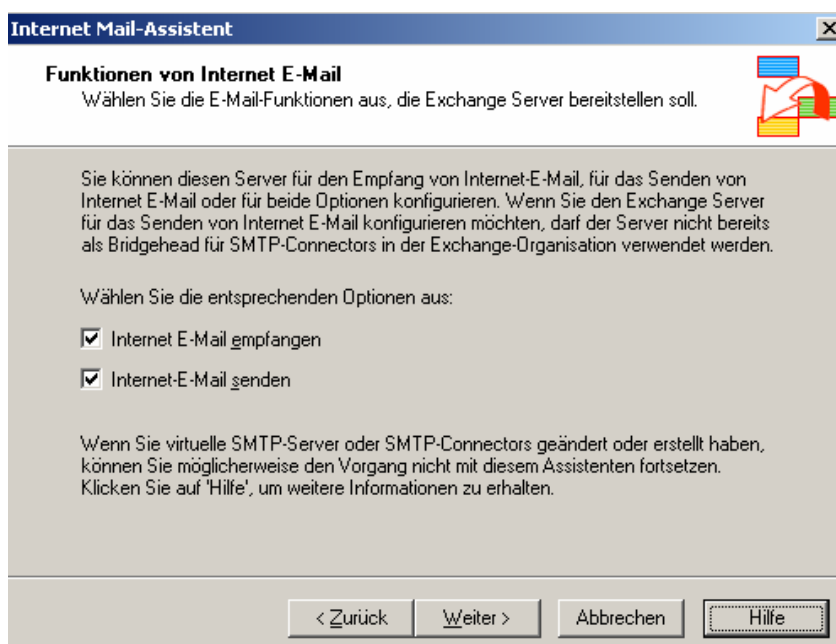 Internet Mail-Assistent
Funktionen von Internet E-Mail
Wählen Sie die E-Mail-Funktionen aus, die Exchange Server bereitstellen soll.
Sie können diesen Server für den Empfang von Internet-E-Mail, für das Senden von
Internet E-Mail oder für beide Optionen konfigurieren. Wenn Sie den Exchange Server
für das Senden von Internet E-Mail konfigurieren möchten, darf der Server nicht bereits
als Bridgehead für SMTP-Connectors in der Exchange-Organisation verwendet werden.
Wählen Sie die entsprechenden Optionen aus:
Internet E-Mail empfangen
Internet-E-Mail senden
Wenn Sie virtuelle SMTP-Server oder SMTP-Connectors geändert oder erstellt haben,
können Sie möglicherweise den Vorgang nicht mit diesem Assistenten fortsetzen.
Klicken Sie auf 'Hilfe', um weitere Informationen zu erhalten.
< Zurück Weiter > Abbrechen Hilfe